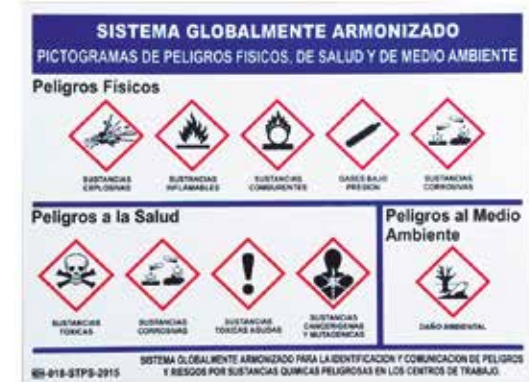 SISTEMA GLOBALMENTE ARMONIZADO
PICTOGRAMAS DE PELIGROS FISICOS, DE SALUD Y DE MEDIO AMBIENTE
Peligros Físicos
SUSTANCIAS EXPLOSIVAS
SUSTANCIAS INFLAMABLES
SUSTANCIAS COMBURENTES
GASES BAJO PRESION
SUSTANCIAS CORROSIVAS
Peligros a la Salud
SUSTANCIAS TOXICAS
SUSTANCIAS CORROSIVAS
SUSTANCIAS TOXICAS AGUDAS
SUSTANCIAS CANCERIGENAS Y MUTAGENICAS
Peligros al Medio
Ambiente
DAÑO AMBIENTAL
-018-STPS-2015
SISTEMA GLOBALMENTE ARMONIZADO PARA LA IDENTIFICACION Y COMUNICACION DE PELIGROS
Y RIESGOS POR SUSTANCIAS QUIMICAS PELIGROSAS EN LOS CENTROS DE TRABAJO.